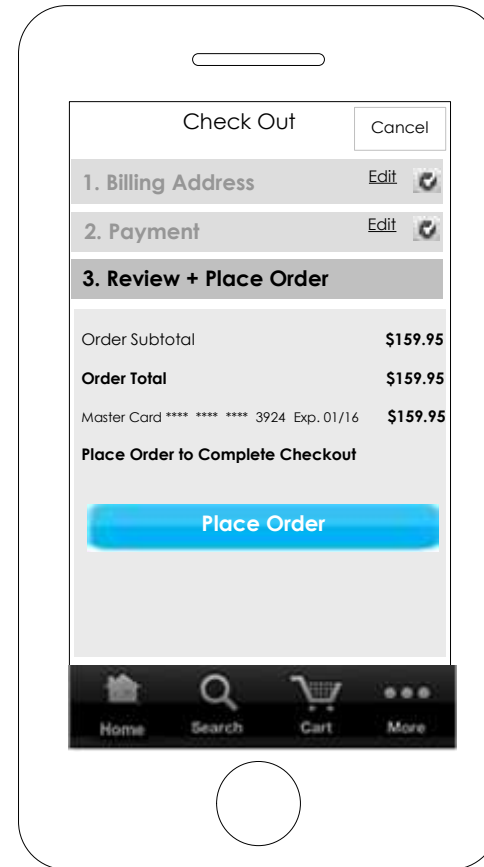 Check Out
Cancel
1. Billing Address Edit
2. Payment Edit
3. Review + Place Order
Order Subtotal $159.95
Order Total $159.95
Master Card **** **** **** 3924 Exp. 01/16 $159.95
Place Order to Complete Checkout
Place Order
Home Search Cart More